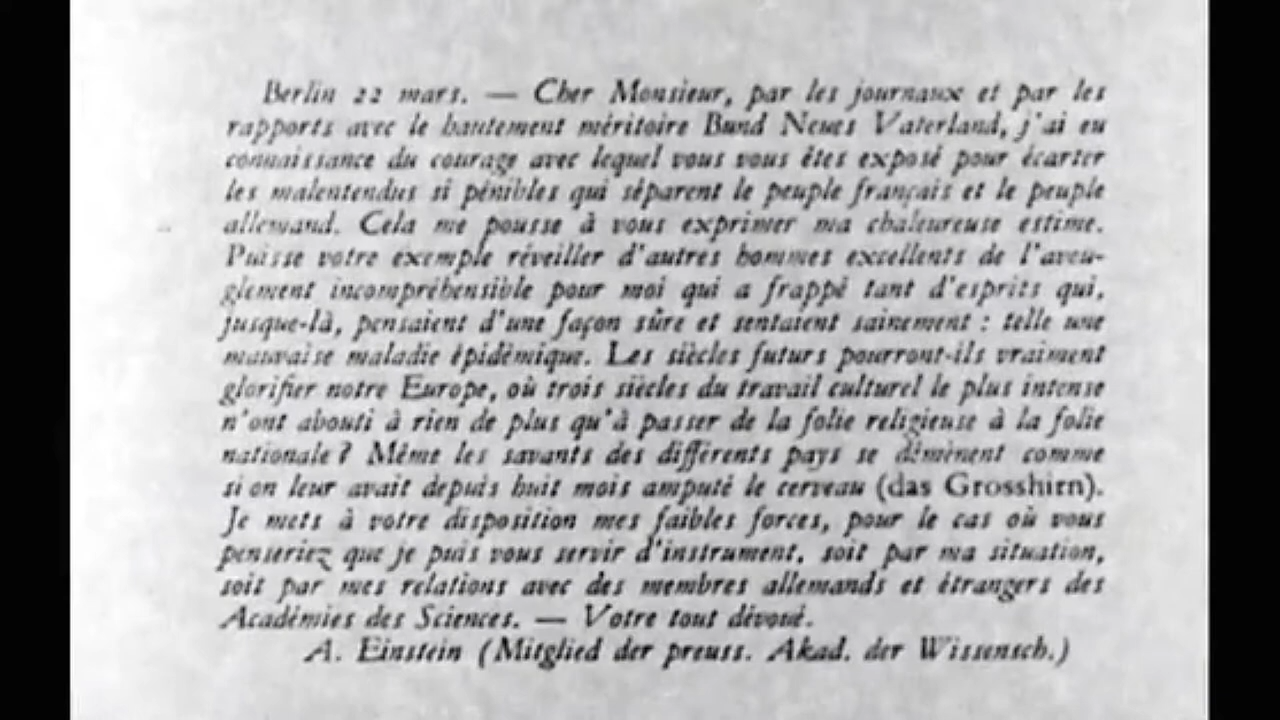 Berlin 22 mars. — Cher Monsieur, par les journaux et par les
rapports avec le hautement méritoire Bund Neues Vaterland, j'ai eu
connaissance du courage avec lequel vous vous êtes exposé pour écarter
les malentendus si pénibles qui séparent le peuple français et le peuple
allemand. Cela me pousse à vous exprimer ma chaleureuse estime.
Puisse votre exemple réveiller d'autres hommes excellents de l'aveu-
glement incompréhensible pour moi qui a frappé tant d'esprits qui,
jusque-là, pensaient d'une façon sûre et sentaient sainement : telle une
mauvaise maladie épidémique. Les siècles futurs pourront-ils vraiment
glorifier notre Europe, où trois siècles du travail culturel le plus intense
n'ont abouti à rien de plus qu'à passer de la folie religieuse à la folie
nationale ? Même les savants des différents pays se démènent comme
si on leur avait depuis huit mois amputé le cerveau (das Grosshirn).
Je mets à votre disposition mes faibles forces, pour le cas où vous
penseriez que je puis vous servir d'instrument, soit par ma situation,
soit par mes relations avec des membres allemands et étrangers des
Académies des Sciences. — Votre tout dévoué.
A. Einstein (Mitglied der preuss. Akad. der Wissensch.)